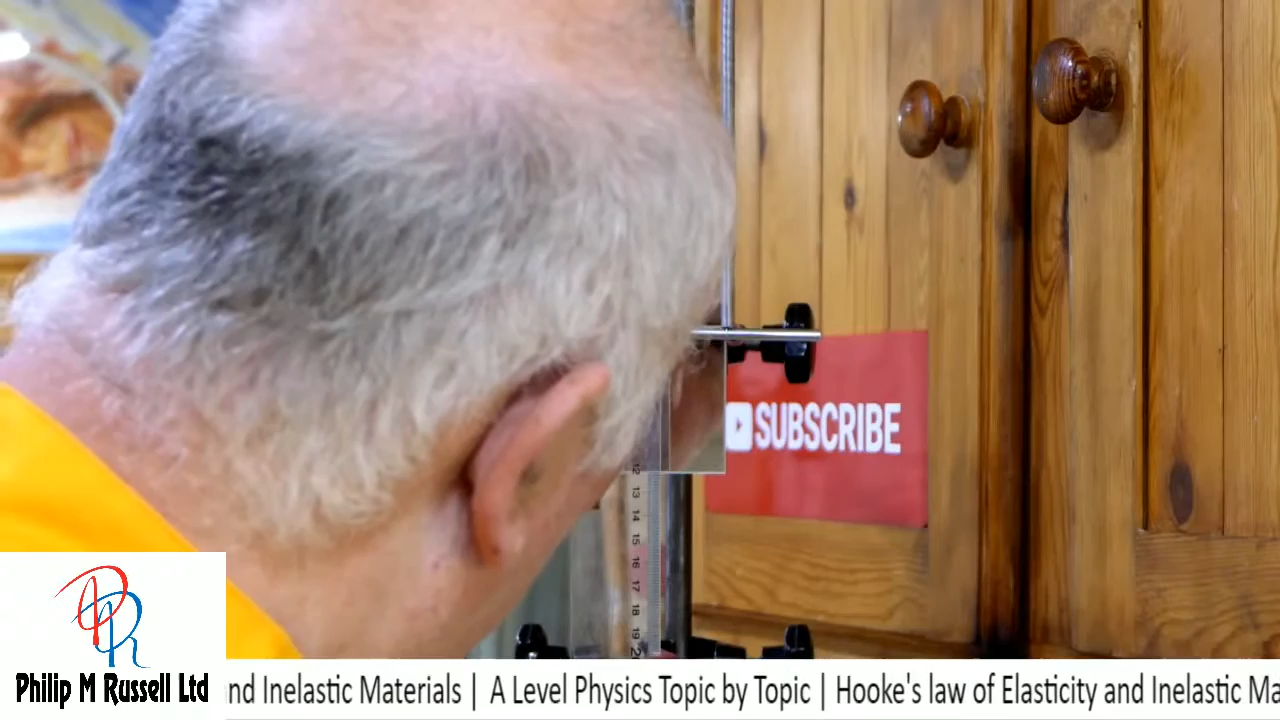 SUBSCRIBE
12
13
14
15
16
17
18
19
Philip M Russell Ltd
nd Inelastic Materials | A Level Physics Topic by Topic | Hooke's law of Elasticity and Inelastic Ma